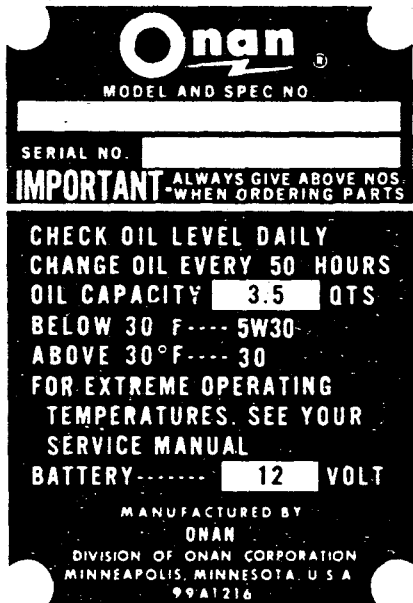 Onan ®
MODEL AND SPEC NO.
SERIAL NO.
IMPORTANT- ALWAYS GIVE ABOVE NOS.
WHEN ORDERING PARTS
CHECK OIL LEVEL DAILY
CHANGE OIL EVERY 50 HOURS
OIL CAPACITY 3.5 QTS
BELOW 30 F---- 5W30
ABOVE 30°F---- 30
FOR EXTREME OPERATING
TEMPERATURES. SEE YOUR
SERVICE MANUAL
BATTERY------- 12 VOLT
MANUFACTURED BY
ONAN
DIVISION OF ONAN CORPORATION
MINNEAPOLIS, MINNESOTA. U S A
99A1216